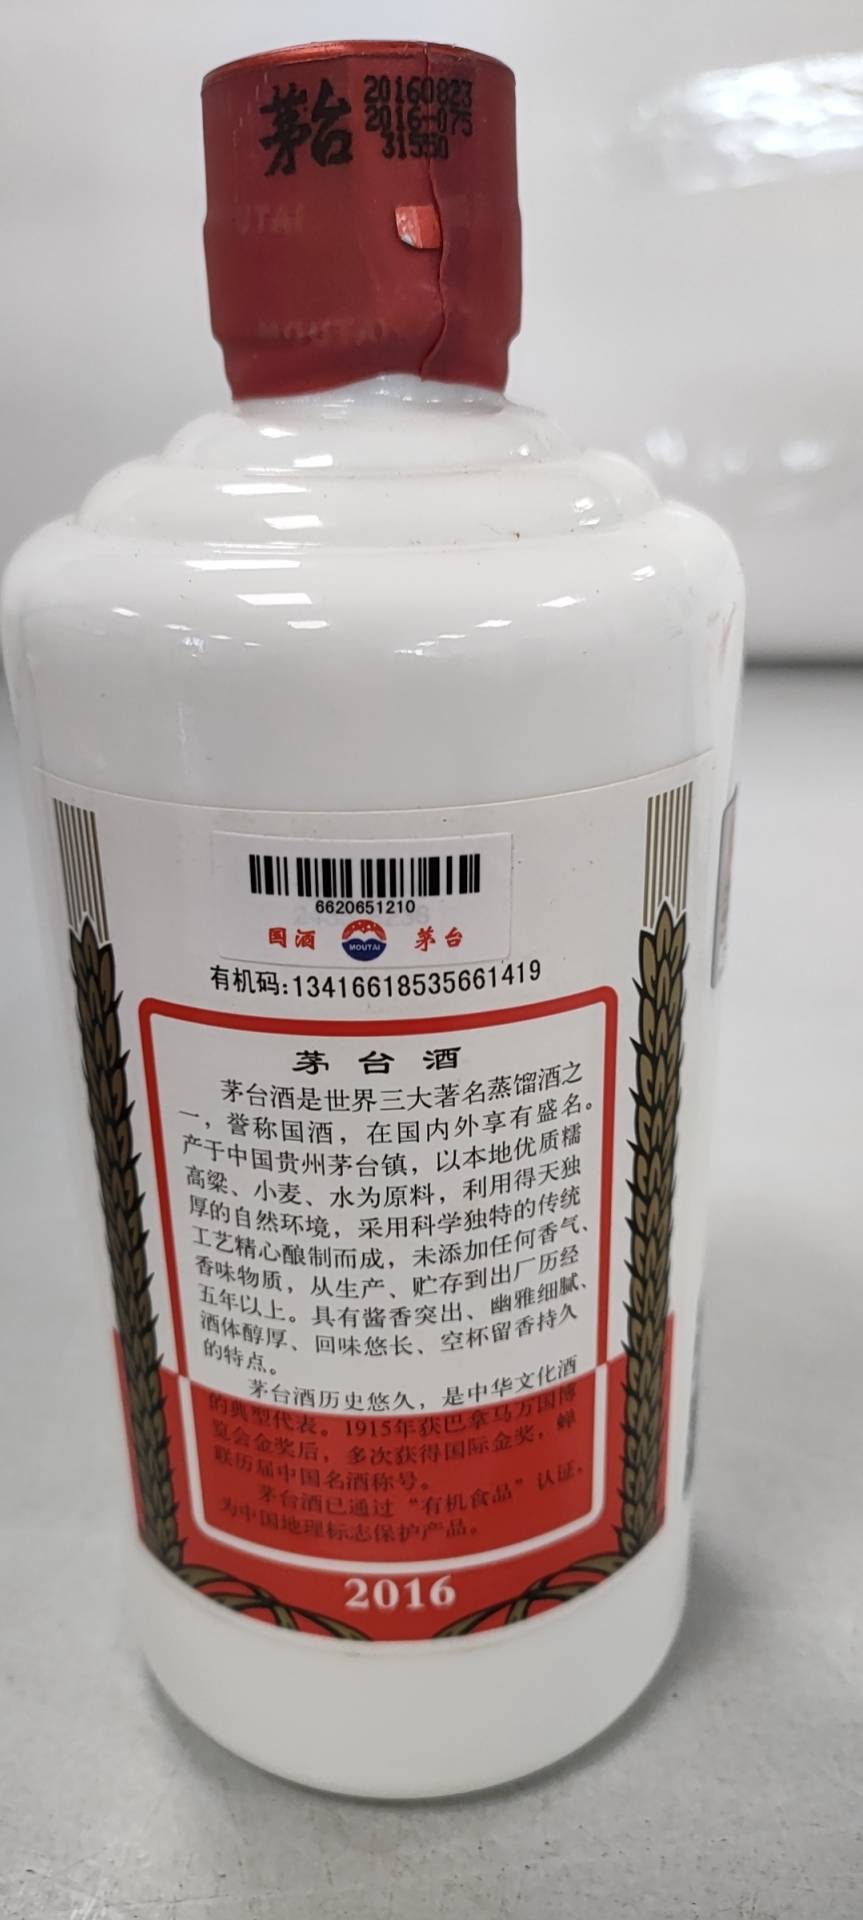 茅台
20160823
2016-075
31550
UTAI
MOUTAI
6620651210
国酒
MOUTAI
茅台
有机码:13416618535661419
茅台酒
茅台酒是世界三大著名蒸馏酒之
一，誉称国酒，在国内外享有盛名。
产于中国贵州茅台镇，以本地优质糯
高粱、小麦、水为原料，利用得天独
厚的自然环境，采用科学独特的传统
工艺精心酿制而成，未添加任何香气、
香味物质，从生产、贮存到出厂历经
五年以上。具有酱香突出、幽雅细腻、
酒体醇厚、回味悠长、空杯留香持久
的特点。
茅台酒历史悠久，是中华文化酒
的典型代表。1915年获巴拿马万国博
宴会金奖后，多次获得国际金奖，蝉
联历届中国名酒称号。
茅台酒已通过“有机食品”认证，
为中国地理标志保护产品。
2016